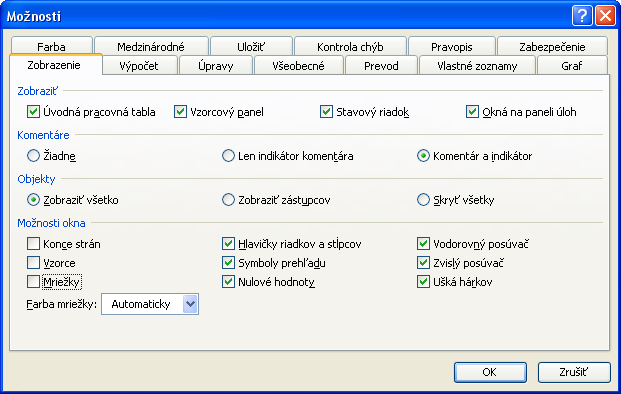 Možnosti
Farba Medzinárodné Uložiť Kontrola chýb Pravopis Zabezpečenie
Zobrazenie Výpočet Úpravy Všeobecné Prevod Vlastné zoznamy Graf
Zobraziť
Úvodná pracovná tabla Vzorcový panel Stavový riadok Okná na paneli úloh
Komentáre
Žiadne Len indikátor komentára Komentár a indikátor
Objekty
Zobraziť všetko Zobraziť zástupcov Skryť všetky
Možnosti okna
Konce strán Hlavičky riadkov a stĺpcov Vodorovný posúvač
Vzorce Symboly prehľadu Zvislý posúvač
Mriežky Nulové hodnoty Ušká hárkov
Farba mriežky: Automaticky
OK Zrušiť